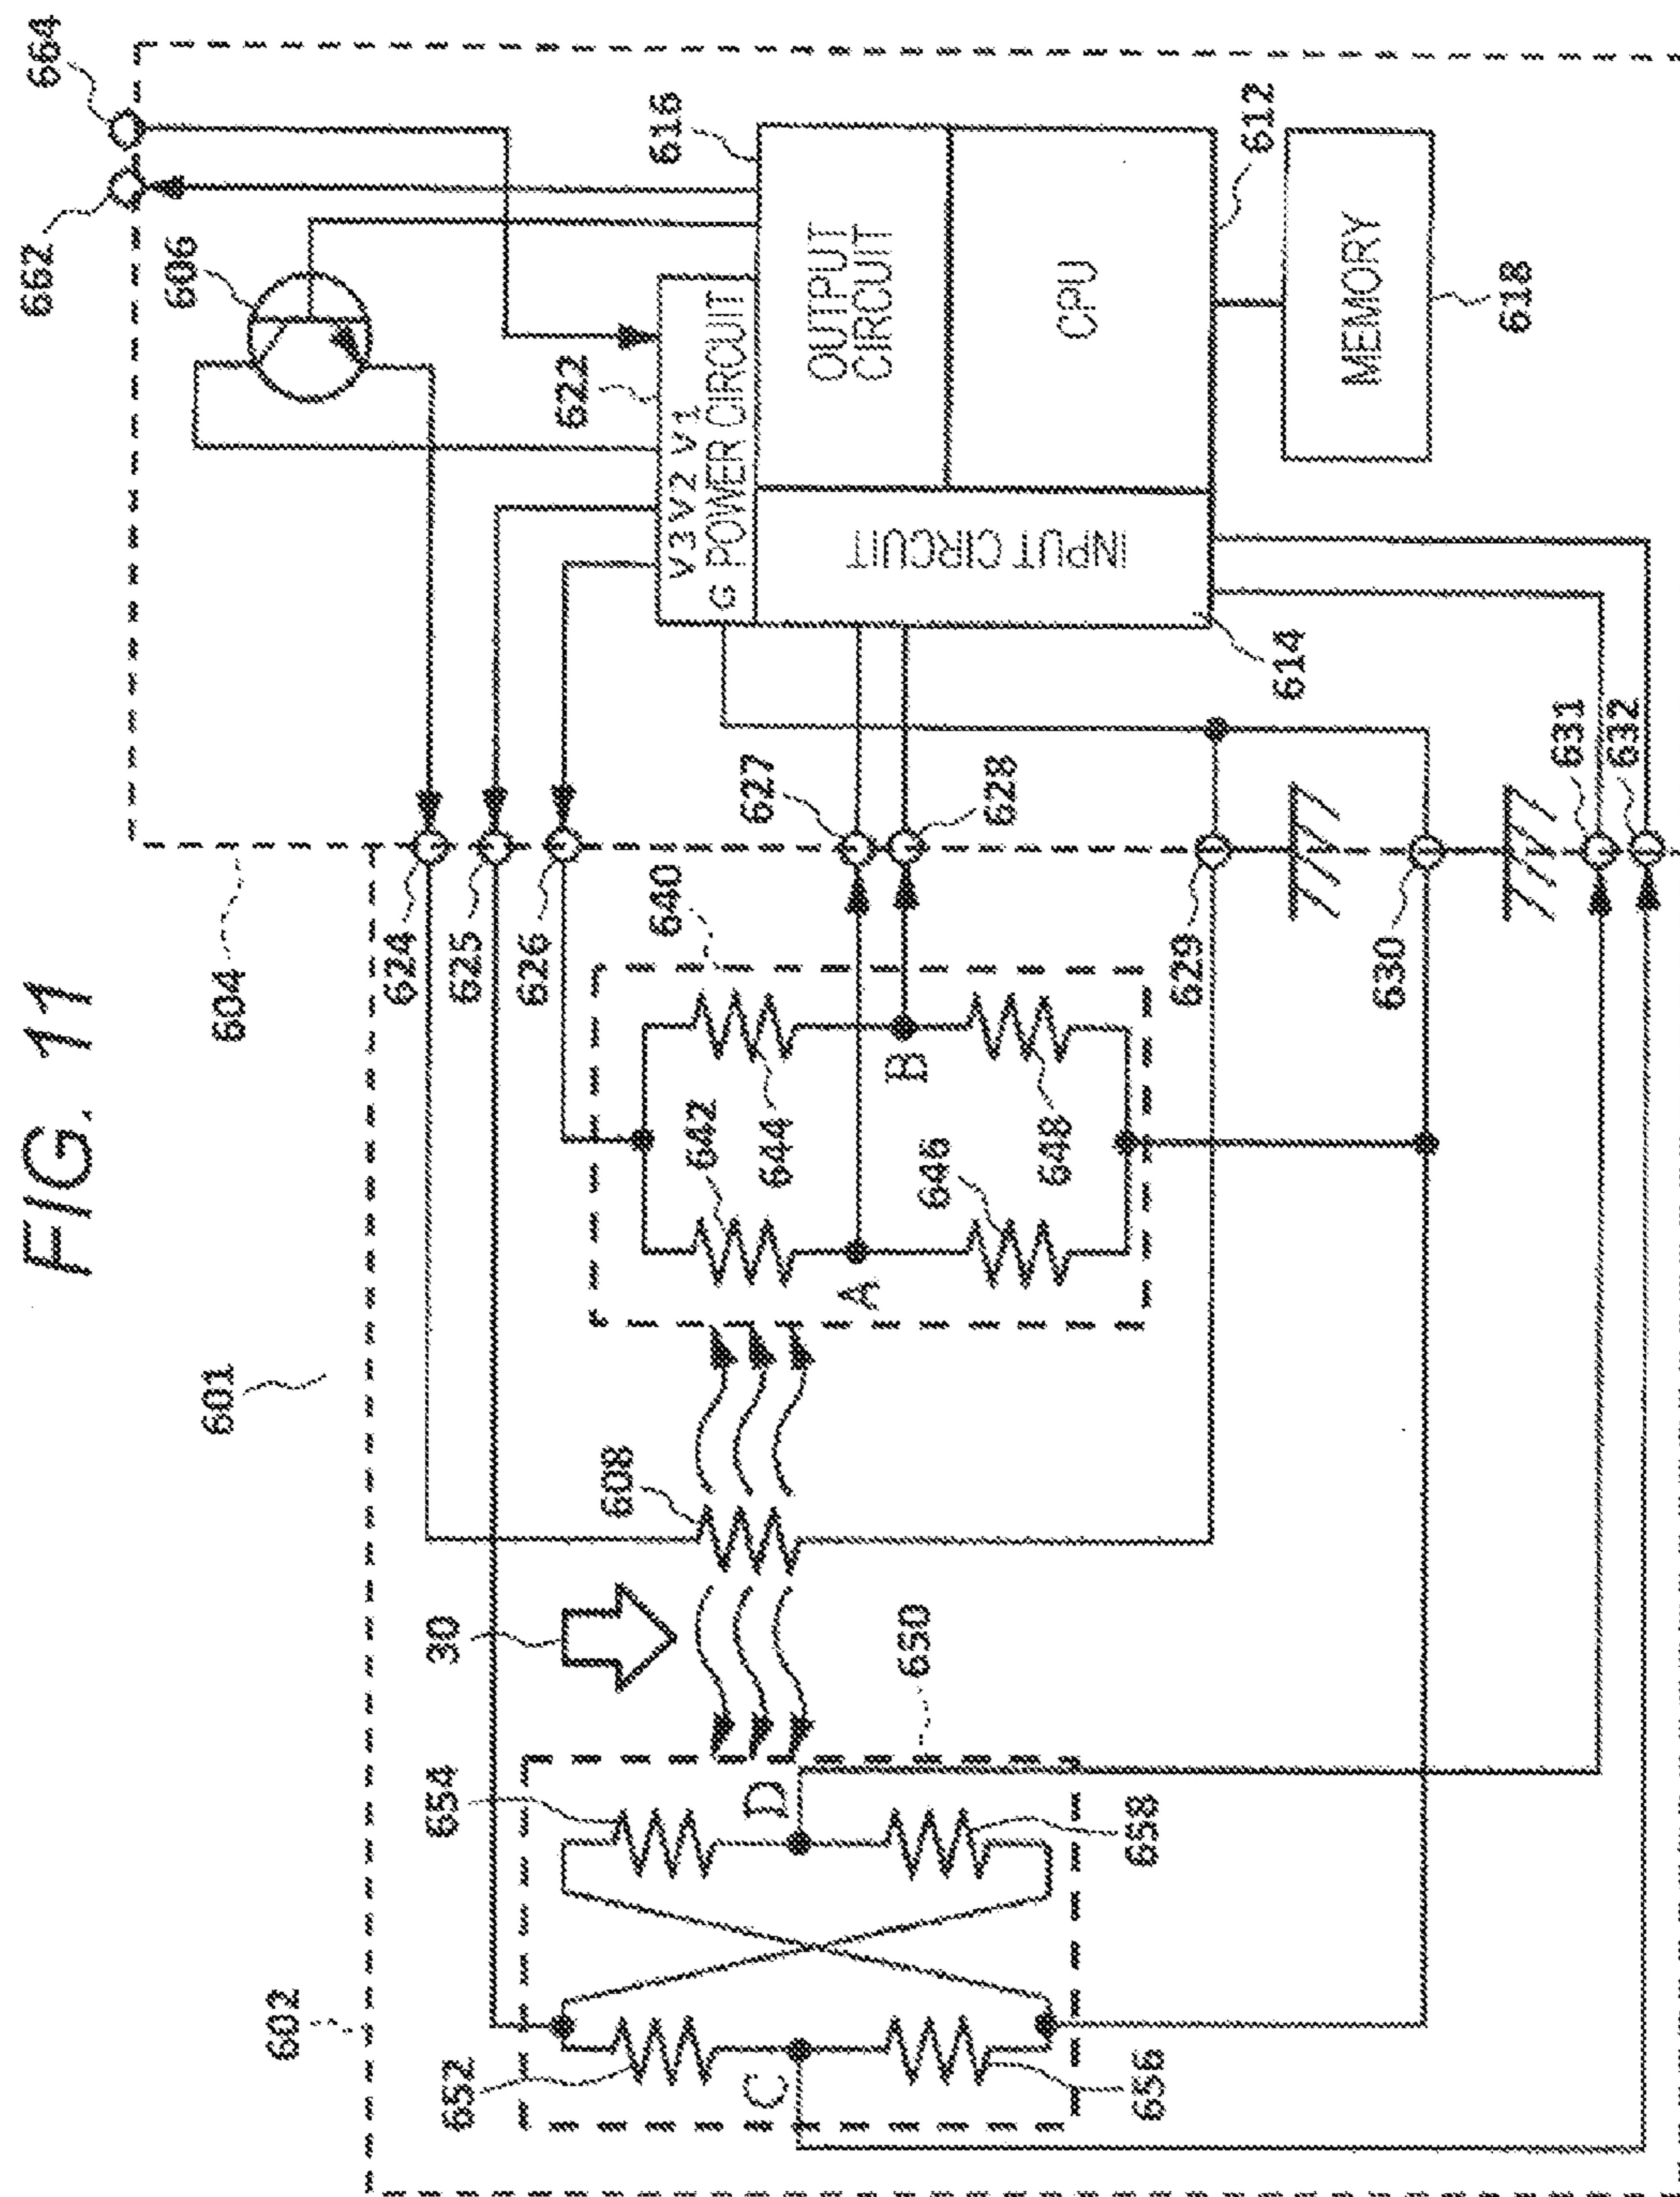 FIG. 11
601
602
604
664
662
606
616
622
V3 V2 V1
G POWER CIRCUIT
OUTPUT
CIRCUIT
CPU
612
MEMORY
618
INPUT CIRCUIT
614
624
625
626
627
628
629
630
631
632
640
642
644
646
648
A
B
608
30
650
652
654
656
658
C
D